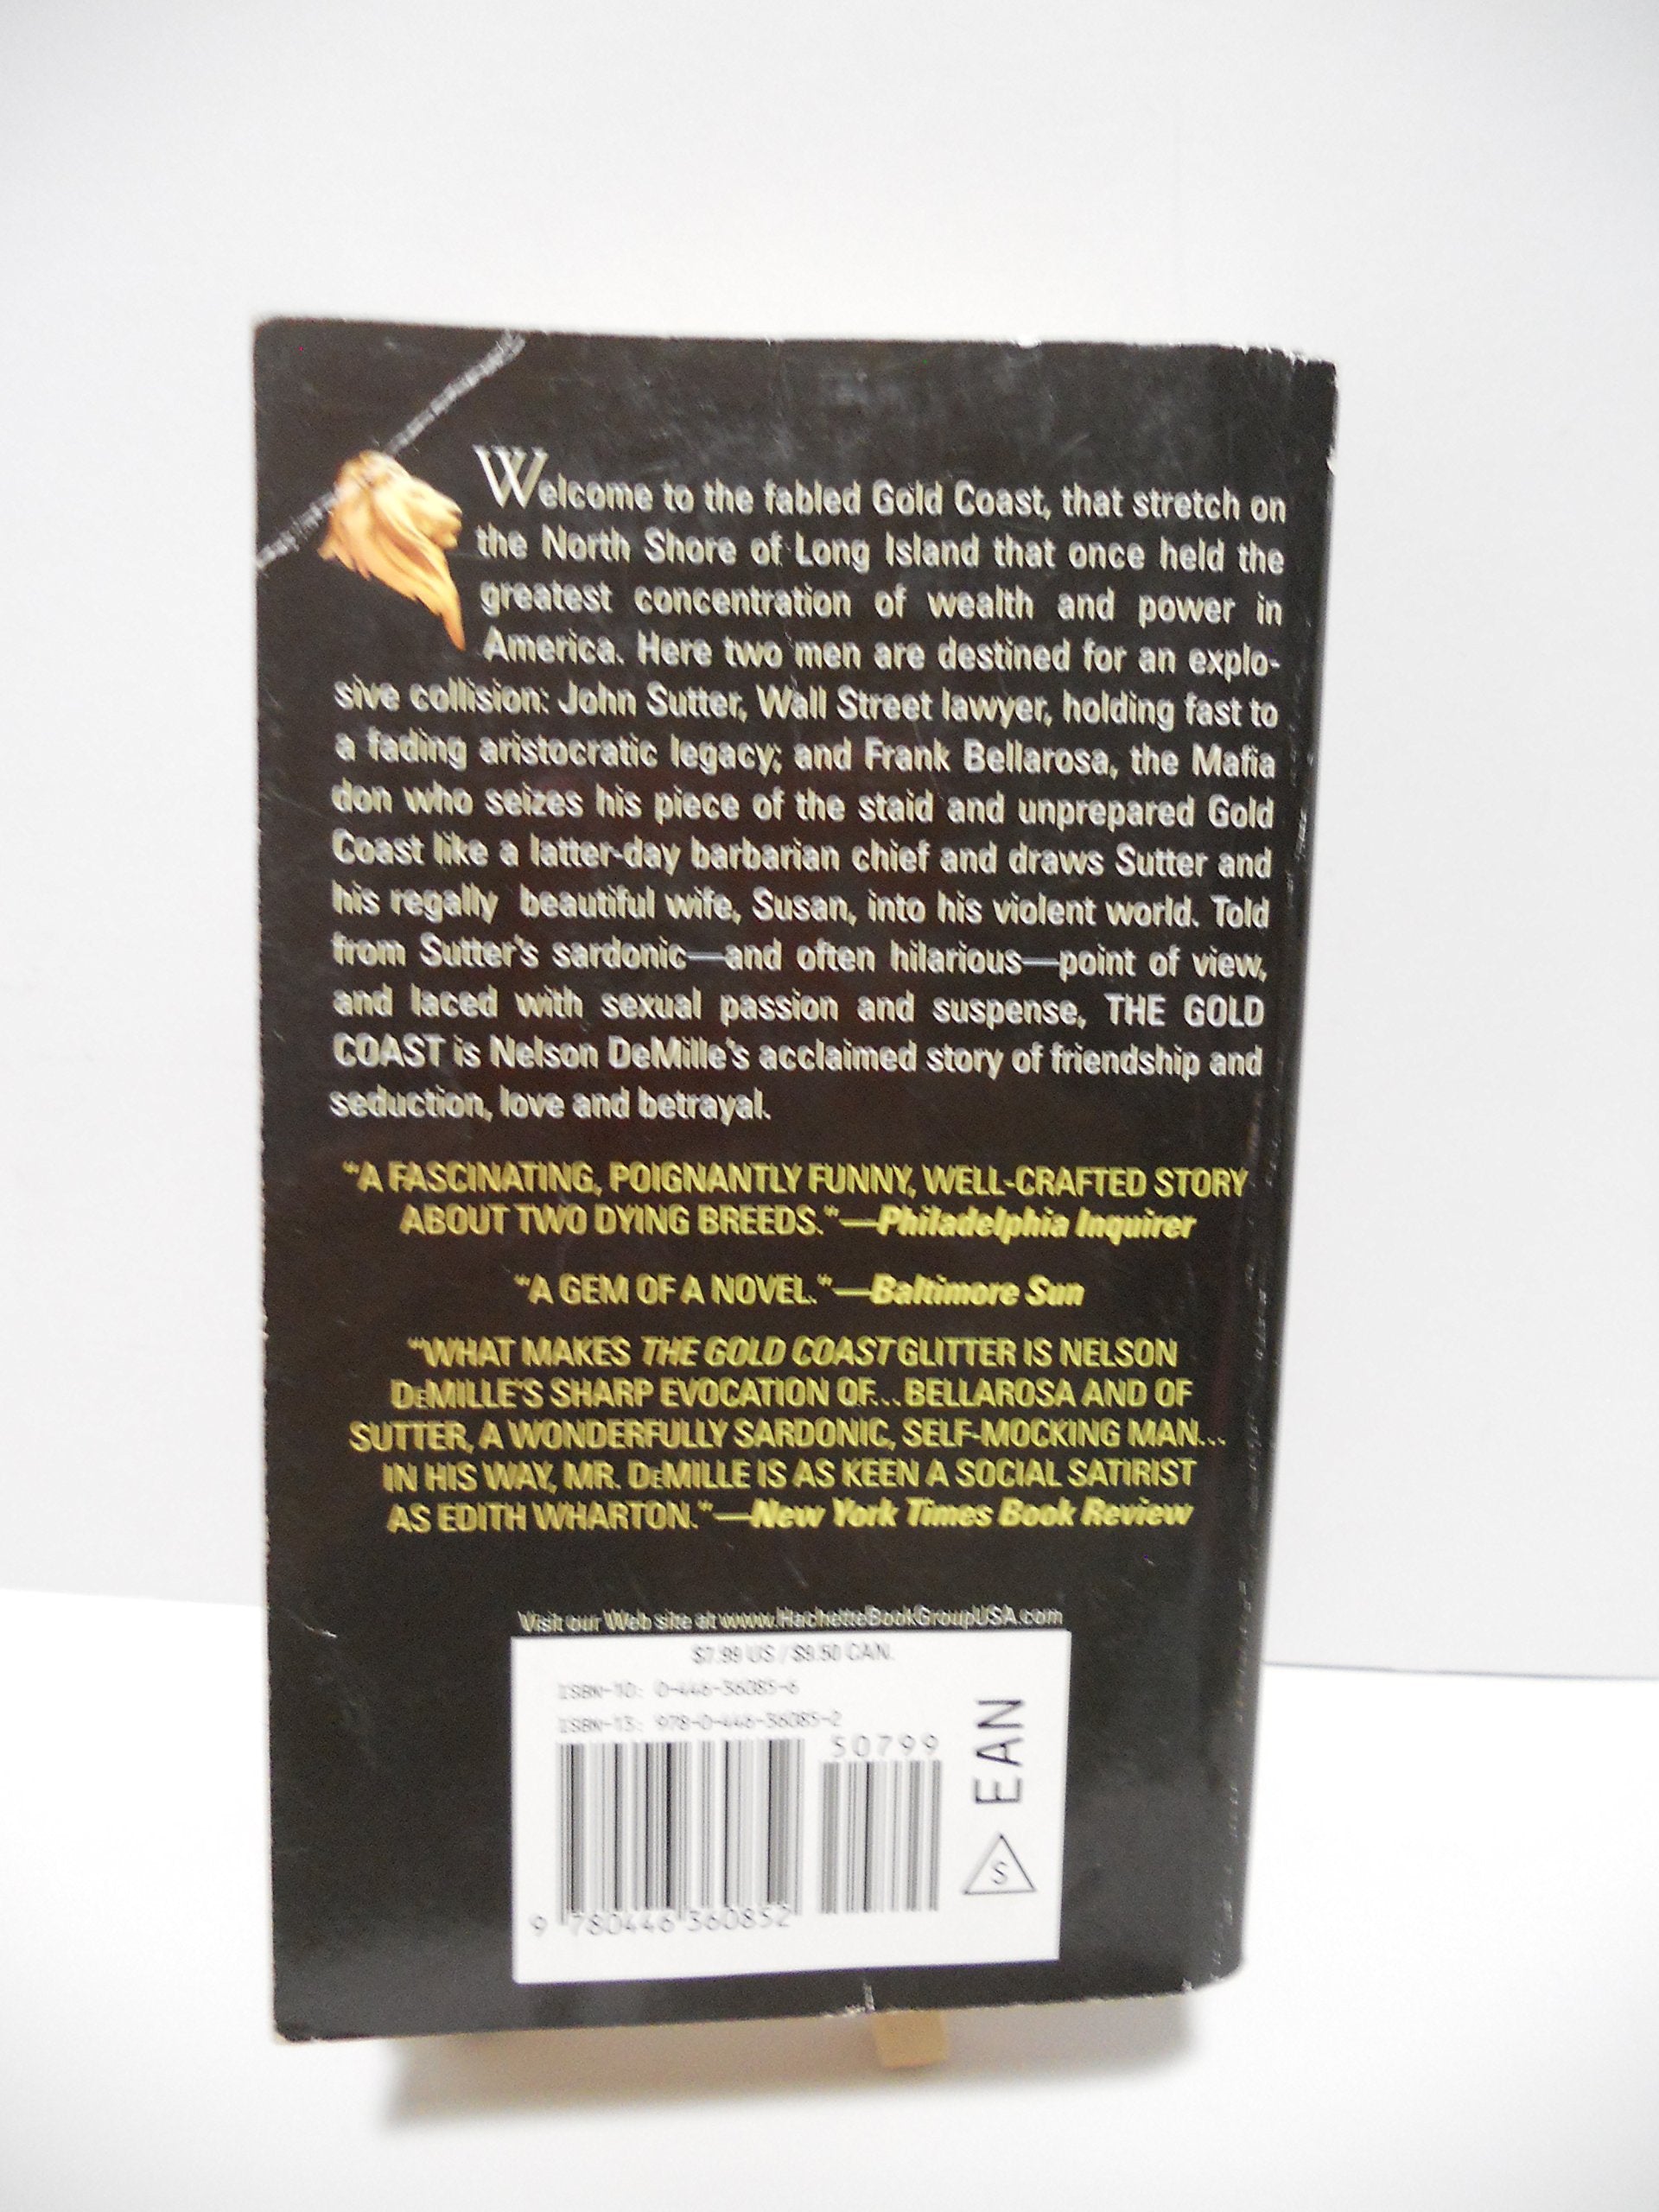 Welcome to the fabled Gold Coast, that stretch on
the North Shore of Long Island that once held the
greatest concentration of wealth and power in
America. Here two men are destined for an explo-
sive collision: John Sutter, Wall Street lawyer, holding fast to
a fading aristocratic legacy; and Frank Bellarosa, the Mafia
don who seizes his piece of the staid and unprepared Gold
Coast like a latter-day barbarian chief and draws Sutter and
his regally beautiful wife, Susan, into his violent world. Told
from Sutter's sardonic—and often hilarious—point of view,
and laced with sexual passion and suspense, THE GOLD
COAST is Nelson DeMille's acclaimed story of friendship and
seduction, love and betrayal.
"A FASCINATING, POIGNANTLY FUNNY, WELL-CRAFTED STORY
ABOUT TWO DYING BREEDS."—Philadelphia Inquirer
"A GEM OF A NOVEL."—Baltimore Sun
"WHAT MAKES THE GOLD COAST GLITTER IS NELSON
DeMILLE'S SHARP EVOCATION OF...BELLAROSA AND OF
SUTTER, A WONDERFULLY SARDONIC, SELF-MOCKING MAN...
IN HIS WAY, MR. DeMILLE IS AS KEEN A SOCIAL SATIRIST
AS EDITH WHARTON."—New York Times Book Review
Visit our Web site at www.HachetteBookGroupUSA.com
$7.99 US / $9.50 CAN.
ISBN-10: 0-446-36085-6
ISBN-13: 978-0-446-36085-2
50799
9 780446 360852
EAN
S